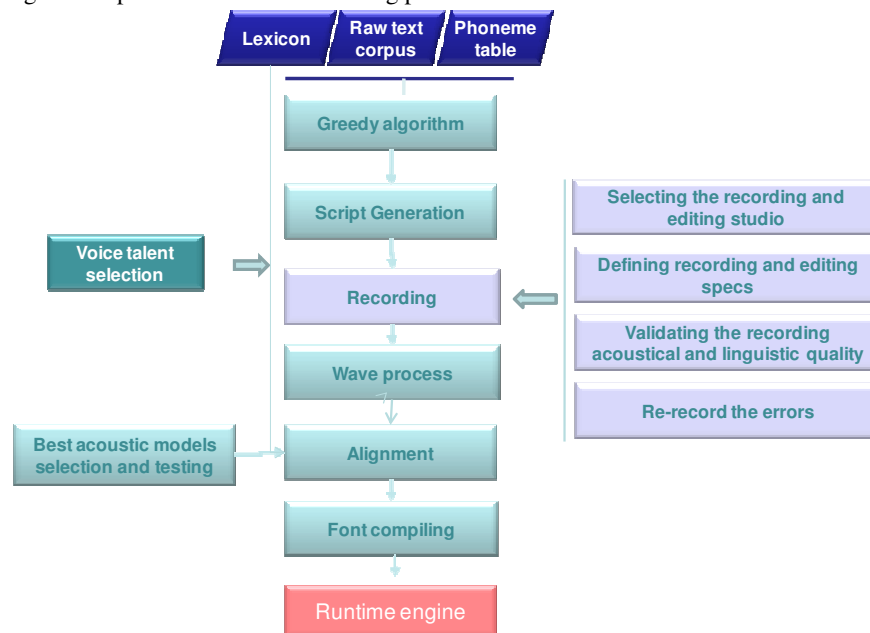 Lexicon
Raw text
corpus
Phoneme
table
Greedy algorithm
Script Generation
Selecting the recording and
editing studio
Voice talent
selection
Defining recording and editing
specs
Recording
Validating the recording
acoustical and linguistic quality
Wave process
Re-record the errors
Best acoustic models
selection and testing
Alignment
Font compiling
Runtime engine